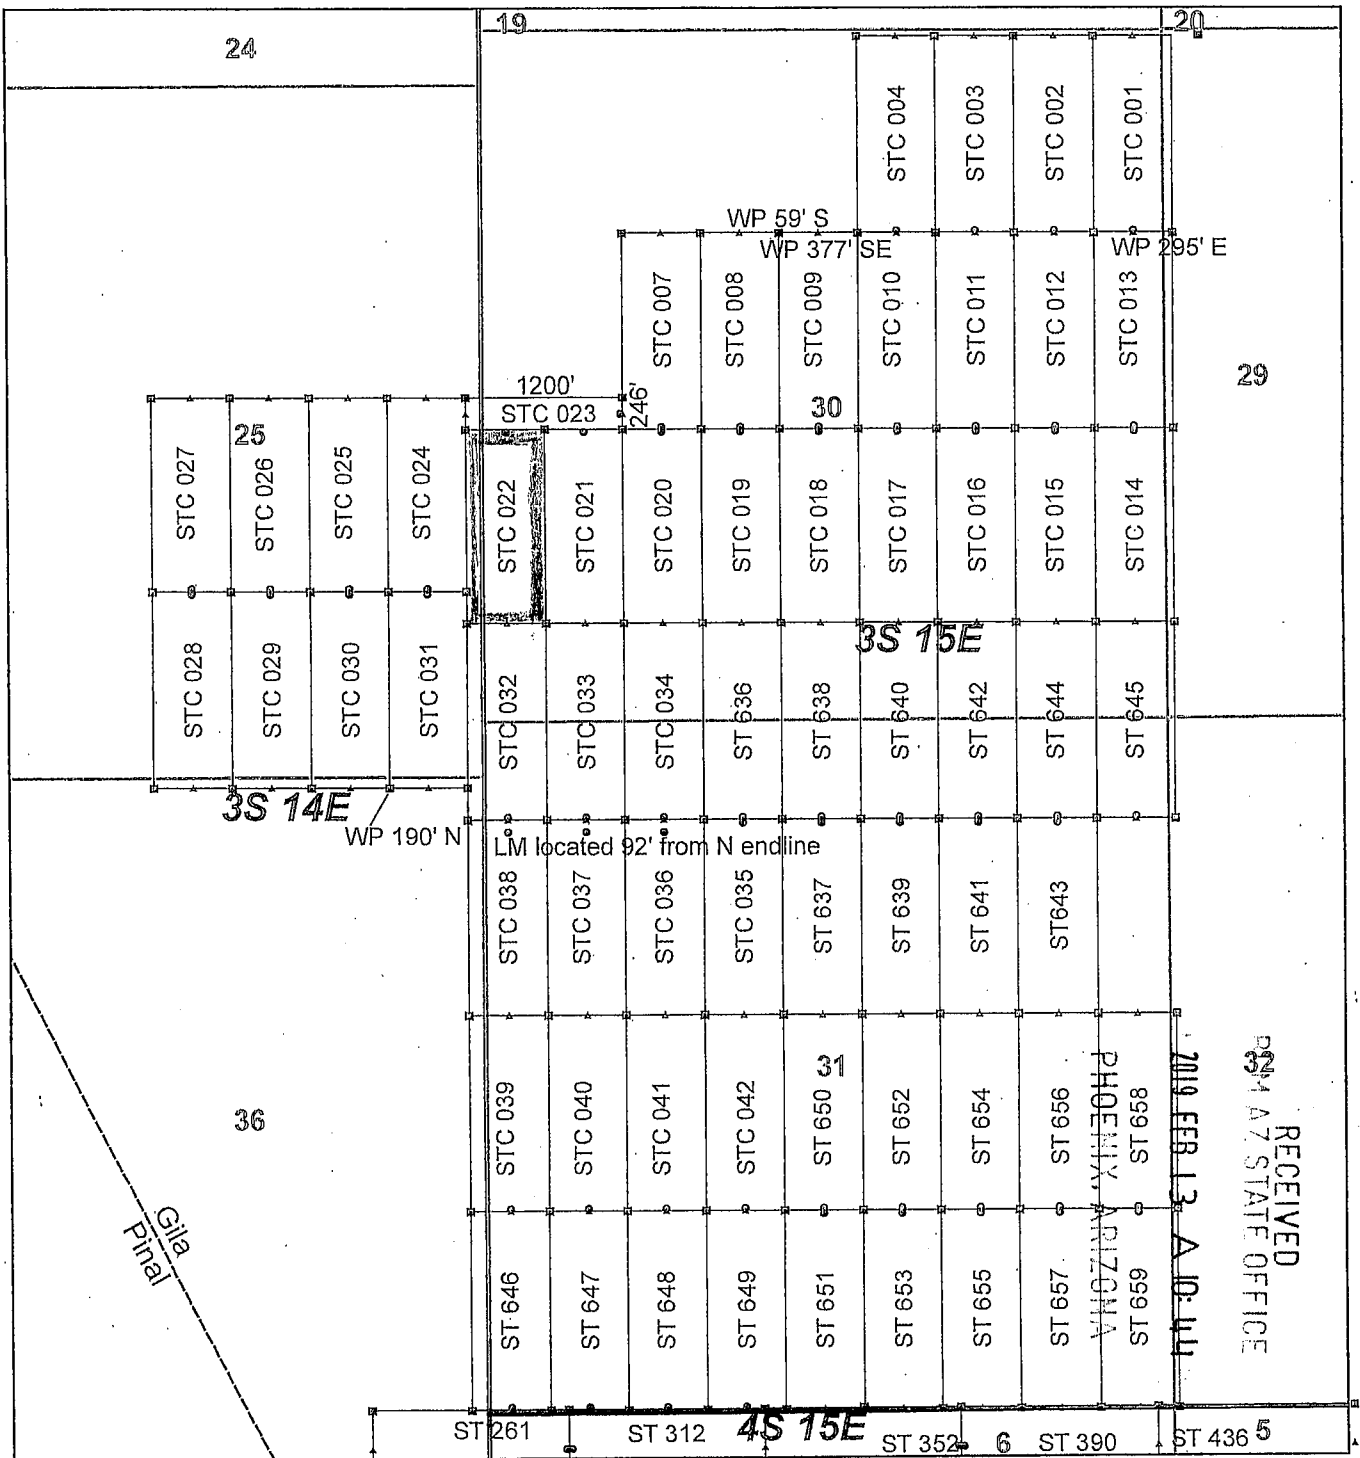 19
20
24
STC 004
STC 003
STC 002
STC 001
WP 59' S
WP 377' SE
WP 295' E
STC 007
STC 008
STC 009
STC 010
STC 011
STC 012
STC 013
29
1200'
246'
STC 023
30
25
STC 027
STC 026
STC 025
STC 024
STC 022
STC 021
STC 020
STC 019
STC 018
STC 017
STC 016
STC 015
STC 014
3S 15E
STC 028
STC 029
STC 030
STC 031
STC 032
STC 033
STC 034
ST 636
ST 638
ST 640
ST 642
ST 644
ST 645
3S 14E
WP 190' N
LM located 92' from N endline
STC 038
STC 037
STC 036
STC 035
ST 637
ST 639
ST 641
ST643
31
32
36
STC 039
STC 040
STC 041
STC 042
ST 650
ST 652
ST 654
ST 656
ST 658
RECEIVED
AZ STATE OFFICE
2019 FEB 13 A 10:44
PHOENIX, ARIZONA
Gila
Pinal
ST 646
ST 647
ST 648
ST 649
ST 651
ST 653
ST 655
ST 657
ST 659
4S 15E
ST 261
ST 312
ST 352
6
ST 390
ST 436
5